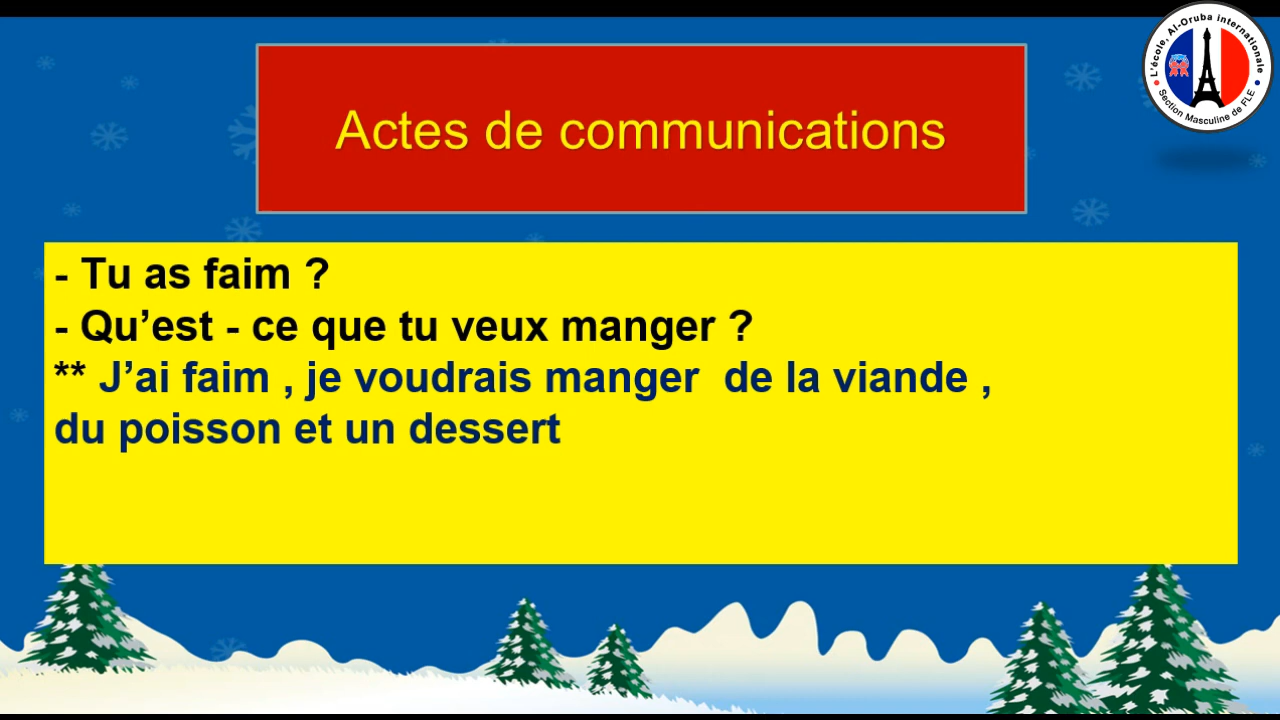 L'école. Al-Oruba internationale
Section Masculine de FLE
Actes de communications
- Tu as faim ?
- Qu’est - ce que tu veux manger ?
** J’ai faim , je voudrais manger  de la viande ,
du poisson et un dessert